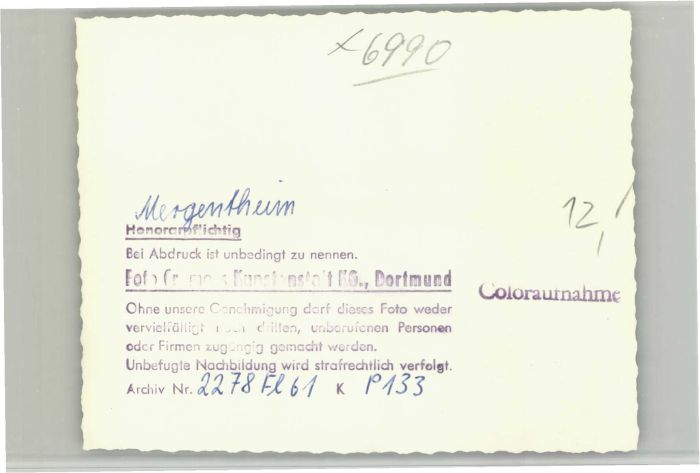 x6990
Mergentheim
12,
Honorarpflichtig
Bei Abdruck ist unbedingt zu nennen.
Foto Kunstanstalt KG., Dortmund
Coloraufnahme
Ohne unsere Genehmigung darf dieses Foto weder
vervielfältigt noch dritten, unberufenen Personen
oder Firmen zugängig gemacht werden.
Unbefugte Nachbildung wird strafrechtlich verfolgt.
Archiv Nr. 2278 Fl 61 K P133